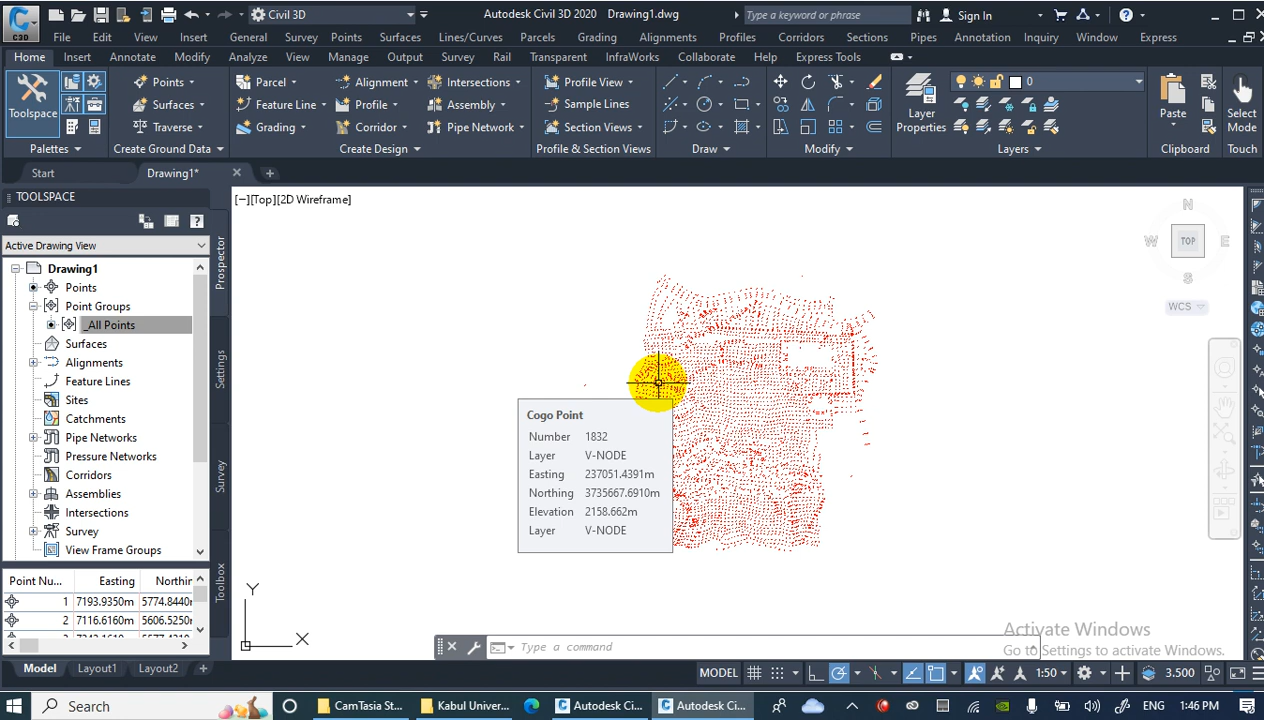 Civil 3D
Autodesk Civil 3D 2020 Drawing1.dwg
Type a keyword or phrase
Sign In
C3D
File Edit View Insert General Survey Points Surfaces Lines/Curves Parcels Grading Alignments Profiles Corridors Sections Pipes Annotation Inquiry Window Express
Home Insert Annotate Modify Analyze View Manage Output Survey Rail Transparent InfraWorks Collaborate Help Express Tools
Toolspace
Points Parcel Alignment Intersections Profile View 0
Surfaces Feature Line Profile Assembly Sample Lines
Traverse Grading Corridor Pipe Network Section Views
Layer Properties
Paste
Select Mode
Palettes Create Ground Data Create Design Profile & Section Views Draw Modify Layers Clipboard Touch
Start Drawing1*
TOOLSPACE
[−][Top][2D Wireframe]
Active Drawing View
Drawing1
Points
Point Groups
_All Points
Surfaces
Alignments
Feature Lines
Sites
Catchments
Pipe Networks
Pressure Networks
Corridors
Assemblies
Intersections
Survey
View Frame Groups
Prospector
Settings
Survey
Toolbox
Point Nu... Easting Northin
1 7193.9350m 5774.8440
2 7116.6160m 5606.5250
N
W TOP E
S
WCS
Cogo Point
Number 1832
Layer V-NODE
Easting 237051.4391m
Northing 3735667.6910m
Elevation 2158.662m
Layer V-NODE
Y
X
Type a command
Activate Windows
Go to Settings to activate Windows.
Model Layout1 Layout2
MODEL 1:50 3.500
Search
CamTasia St...
Kabul Univer...
Autodesk Ci...
Autodesk Ci...
1:46 PM